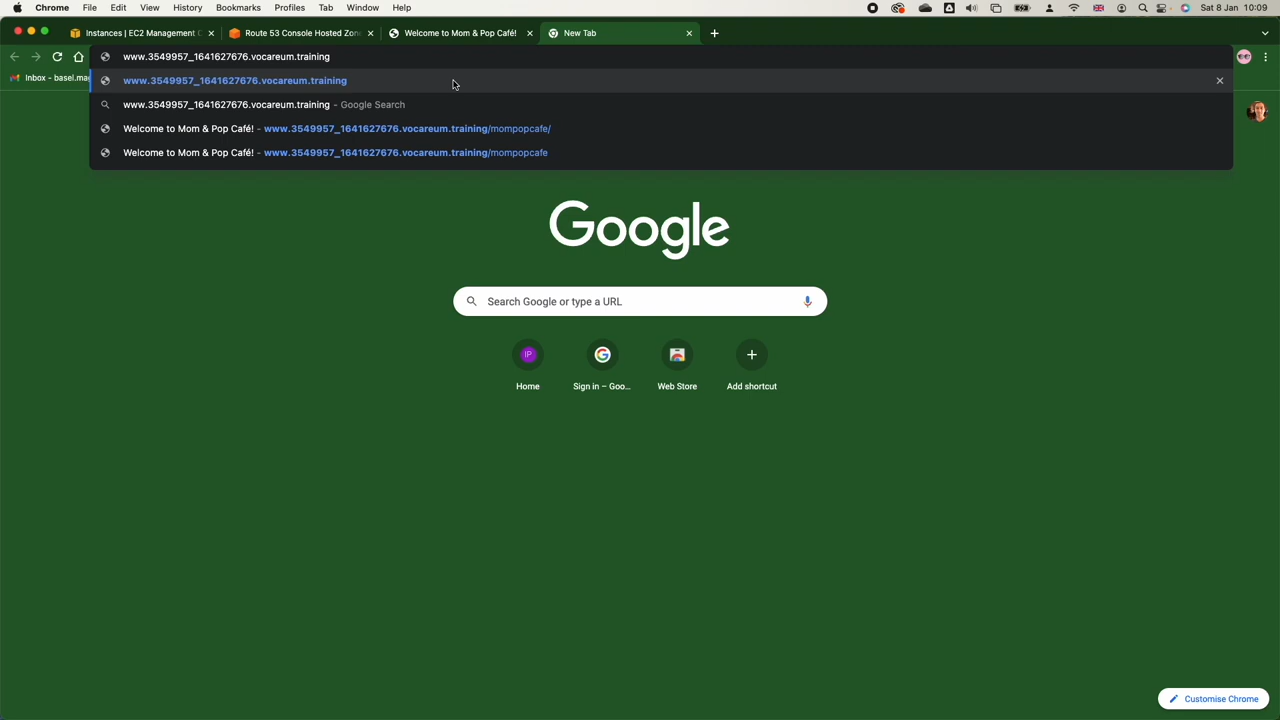 Chrome File Edit View History Bookmarks Profiles Tab Window Help Sat 8 Jan 10:09
Instances | EC2 Management C Route 53 Console Hosted Zon Welcome to Mom & Pop Café! New Tab
www.3549957_1641627676.vocareum.training
Inbox – basel.ma
www.3549957_1641627676.vocareum.training
www.3549957_1641627676.vocareum.training – Google Search
Welcome to Mom & Pop Café! – www.3549957_1641627676.vocareum.training/mompopcafe/
Welcome to Mom & Pop Café! – www.3549957_1641627676.vocareum.training/mompopcafe
Google
Search Google or type a URL
IP
Home Sign in – Goo... Web Store Add shortcut
Customise Chrome